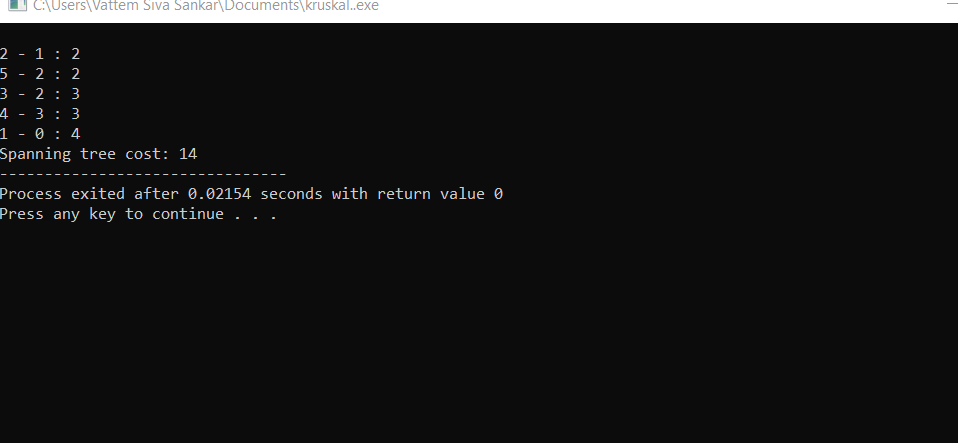 C:\Users\Vattem Siva Sankar\Documents\kruskal..exe
2 - 1 : 2
5 - 2 : 2
3 - 2 : 3
4 - 3 : 3
1 - 0 : 4
Spanning tree cost: 14
--------------------------------
Process exited after 0.02154 seconds with return value 0
Press any key to continue . . .